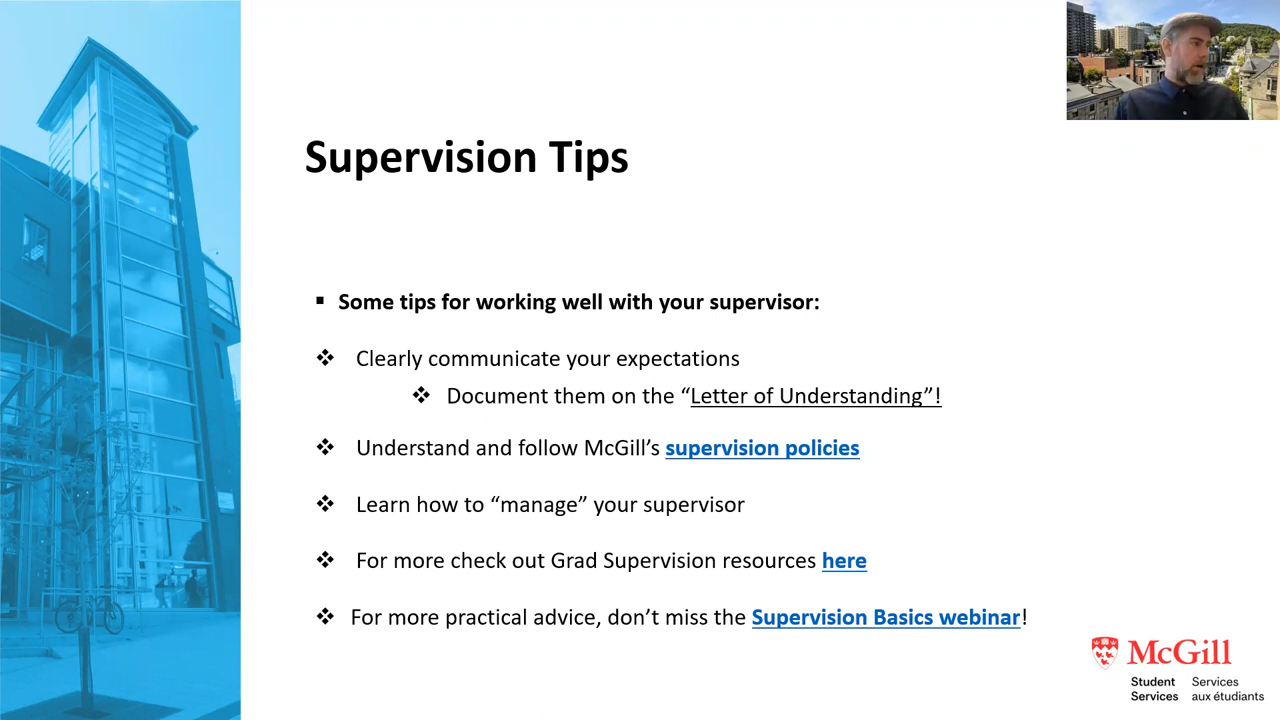 Supervision Tips
▪ Some tips for working well with your supervisor:
❖ Clearly communicate your expectations
❖ Document them on the “Letter of Understanding”!
❖ Understand and follow McGill’s supervision policies
❖ Learn how to “manage” your supervisor
❖ For more check out Grad Supervision resources here
❖ For more practical advice, don’t miss the Supervision Basics webinar!
McGill
Student Services
Services aux étudiants